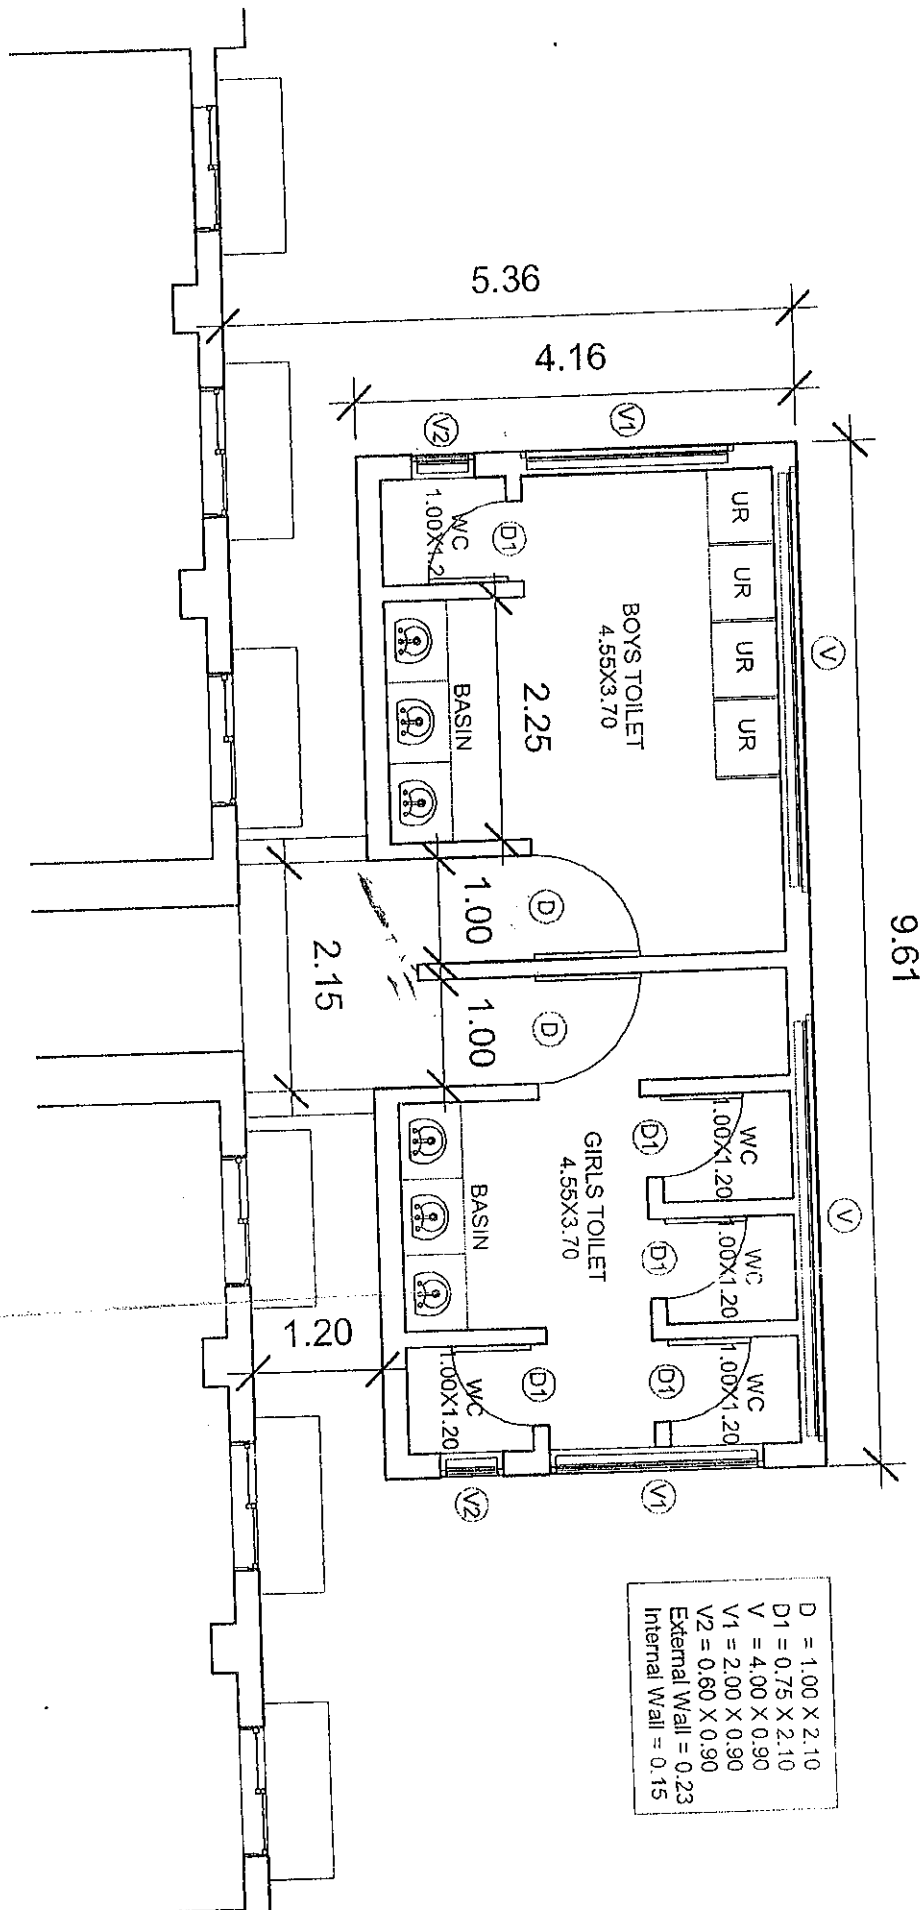 5.36
4.16
9.61
V2
V1
V
V
UR
UR
UR
UR
WC
1.00X1.2
D1
BOYS TOILET
4.55X3.70
BASIN
2.25
1.00
D
2.15
1.00
D
GIRLS TOILET
4.55X3.70
BASIN
D1
WC
1.00X1.20
D1
WC
1.00X1.20
D1
WC
1.00X1.20
D1
WC
1.00X1.20
1.20
V2
V1
D = 1.00 X 2.10
D1 = 0.75 X 2.10
V = 4.00 X 0.90
V1 = 2.00 X 0.90
V2 = 0.60 X 0.90
External Wall = 0.23
Internal Wall = 0.15